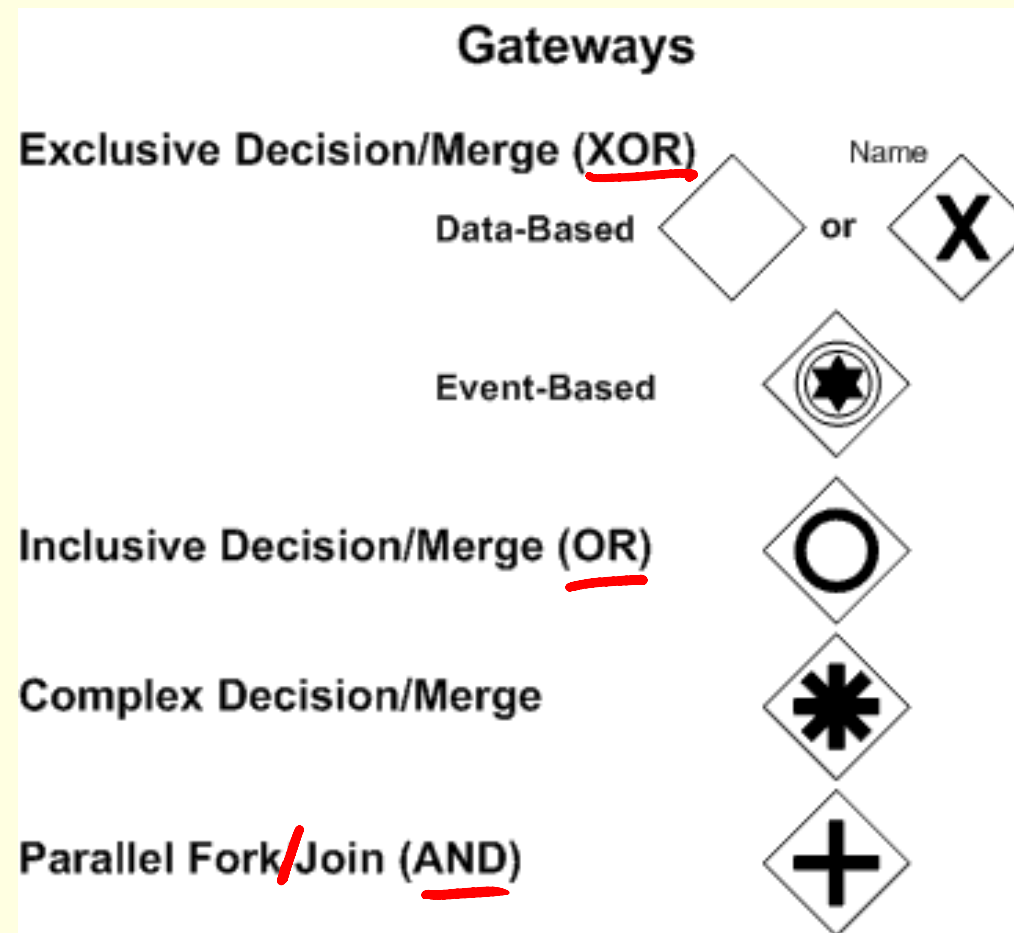 Gateways
Exclusive Decision/Merge (XOR)
Name
Data-Based
or
X
Event-Based
Inclusive Decision/Merge (OR)
Complex Decision/Merge
Parallel Fork/Join (AND)